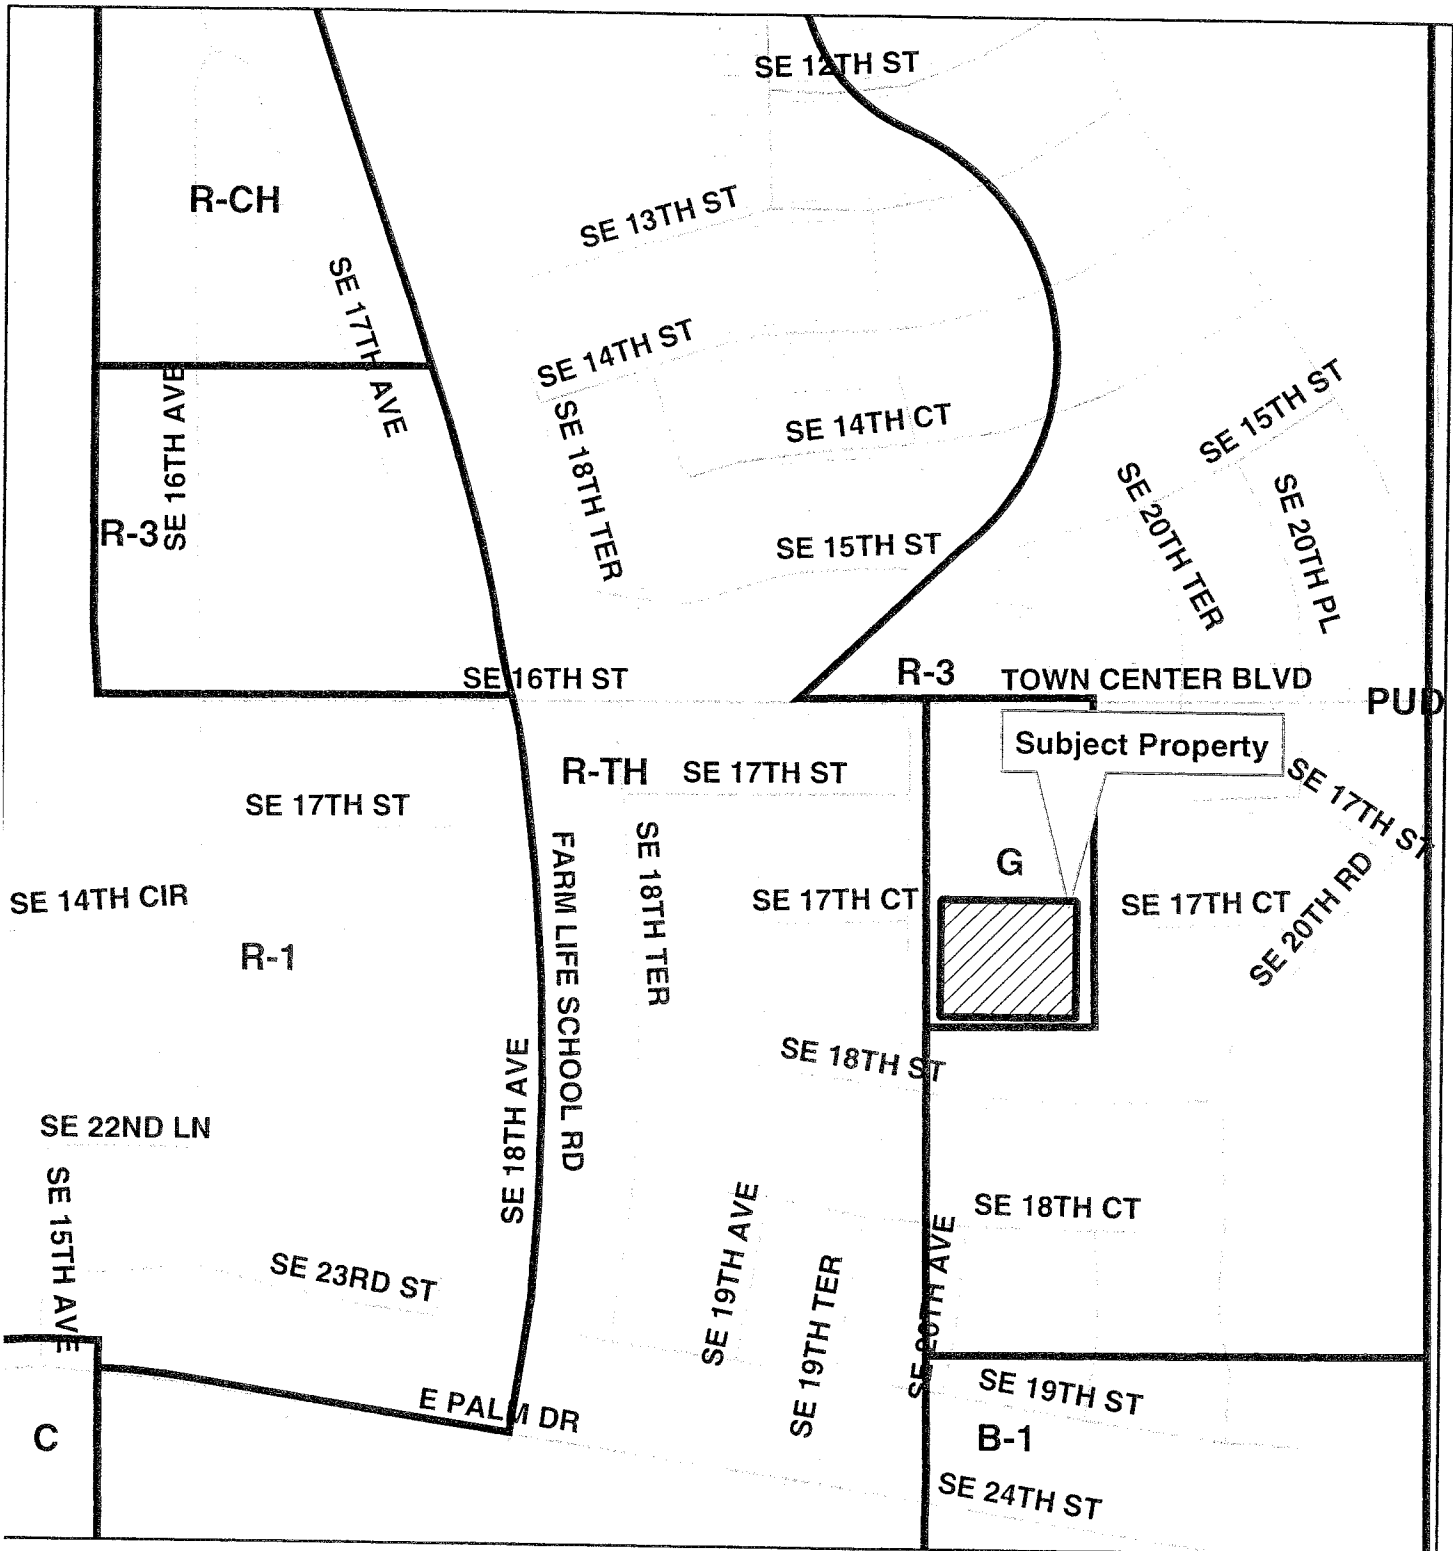 SE 12TH ST
R-CH
SE 13TH ST
SE 17TH AVE
SE 14TH ST
SE 16TH AVE
SE 18TH TER
SE 14TH CT
SE 15TH ST
SE 20TH TER
SE 20TH PL
R-3
SE 15TH ST
SE 16TH ST
R-3
TOWN CENTER BLVD
PUD
Subject Property
R-TH
SE 17TH ST
SE 17TH ST
SE 17TH ST
FARM LIFE SCHOOL RD
SE 18TH TER
G
SE 14TH CIR
SE 17TH CT
SE 17TH CT
SE 20TH RD
R-1
SE 18TH AVE
SE 18TH ST
SE 22ND LN
SE 15TH AVE
SE 19TH AVE
SE 18TH CT
SE 20TH AVE
SE 23RD ST
SE 19TH TER
SE 19TH ST
E PALM DR
C
B-1
SE 24TH ST